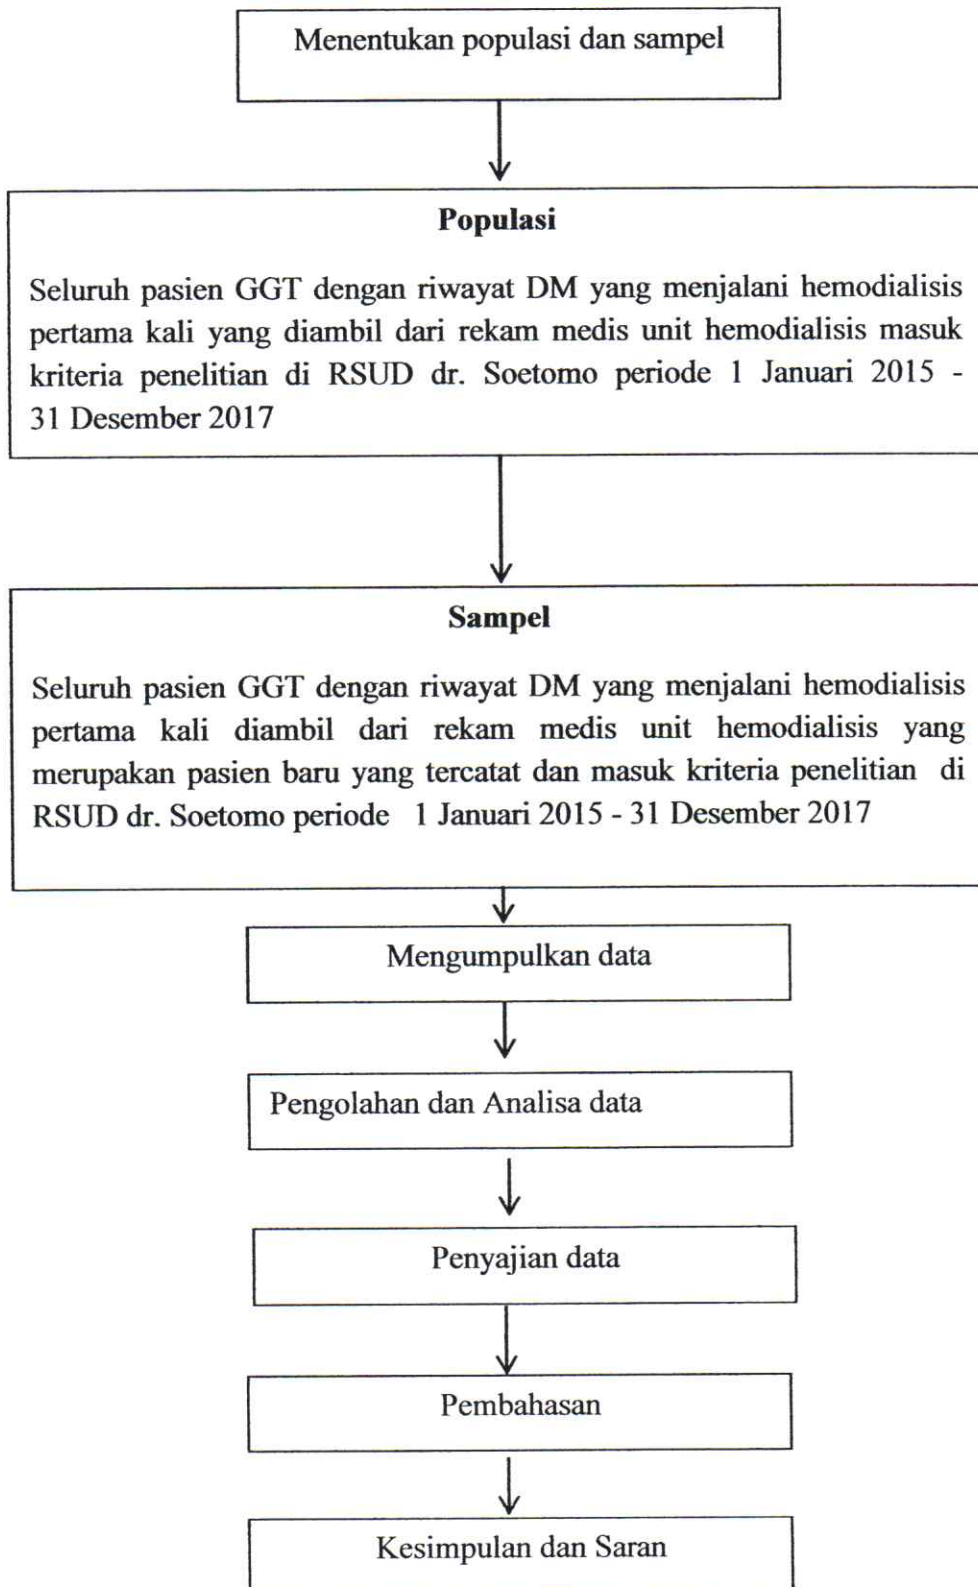 Menentukan populasi dan sampel
Populasi
Seluruh pasien GGT dengan riwayat DM yang menjalani hemodialisis
pertama kali yang diambil dari rekam medis unit hemodialisis masuk
kriteria penelitian di RSUD dr. Soetomo periode 1 Januari 2015 -
31 Desember 2017
Sampel
Seluruh pasien GGT dengan riwayat DM yang menjalani hemodialisis
pertama kali diambil dari rekam medis unit hemodialisis yang
merupakan pasien baru yang tercatat dan masuk kriteria penelitian di
RSUD dr. Soetomo periode 1 Januari 2015 - 31 Desember 2017
Mengumpulkan data
Pengolahan dan Analisa data
Penyajian data
Pembahasan
Kesimpulan dan Saran